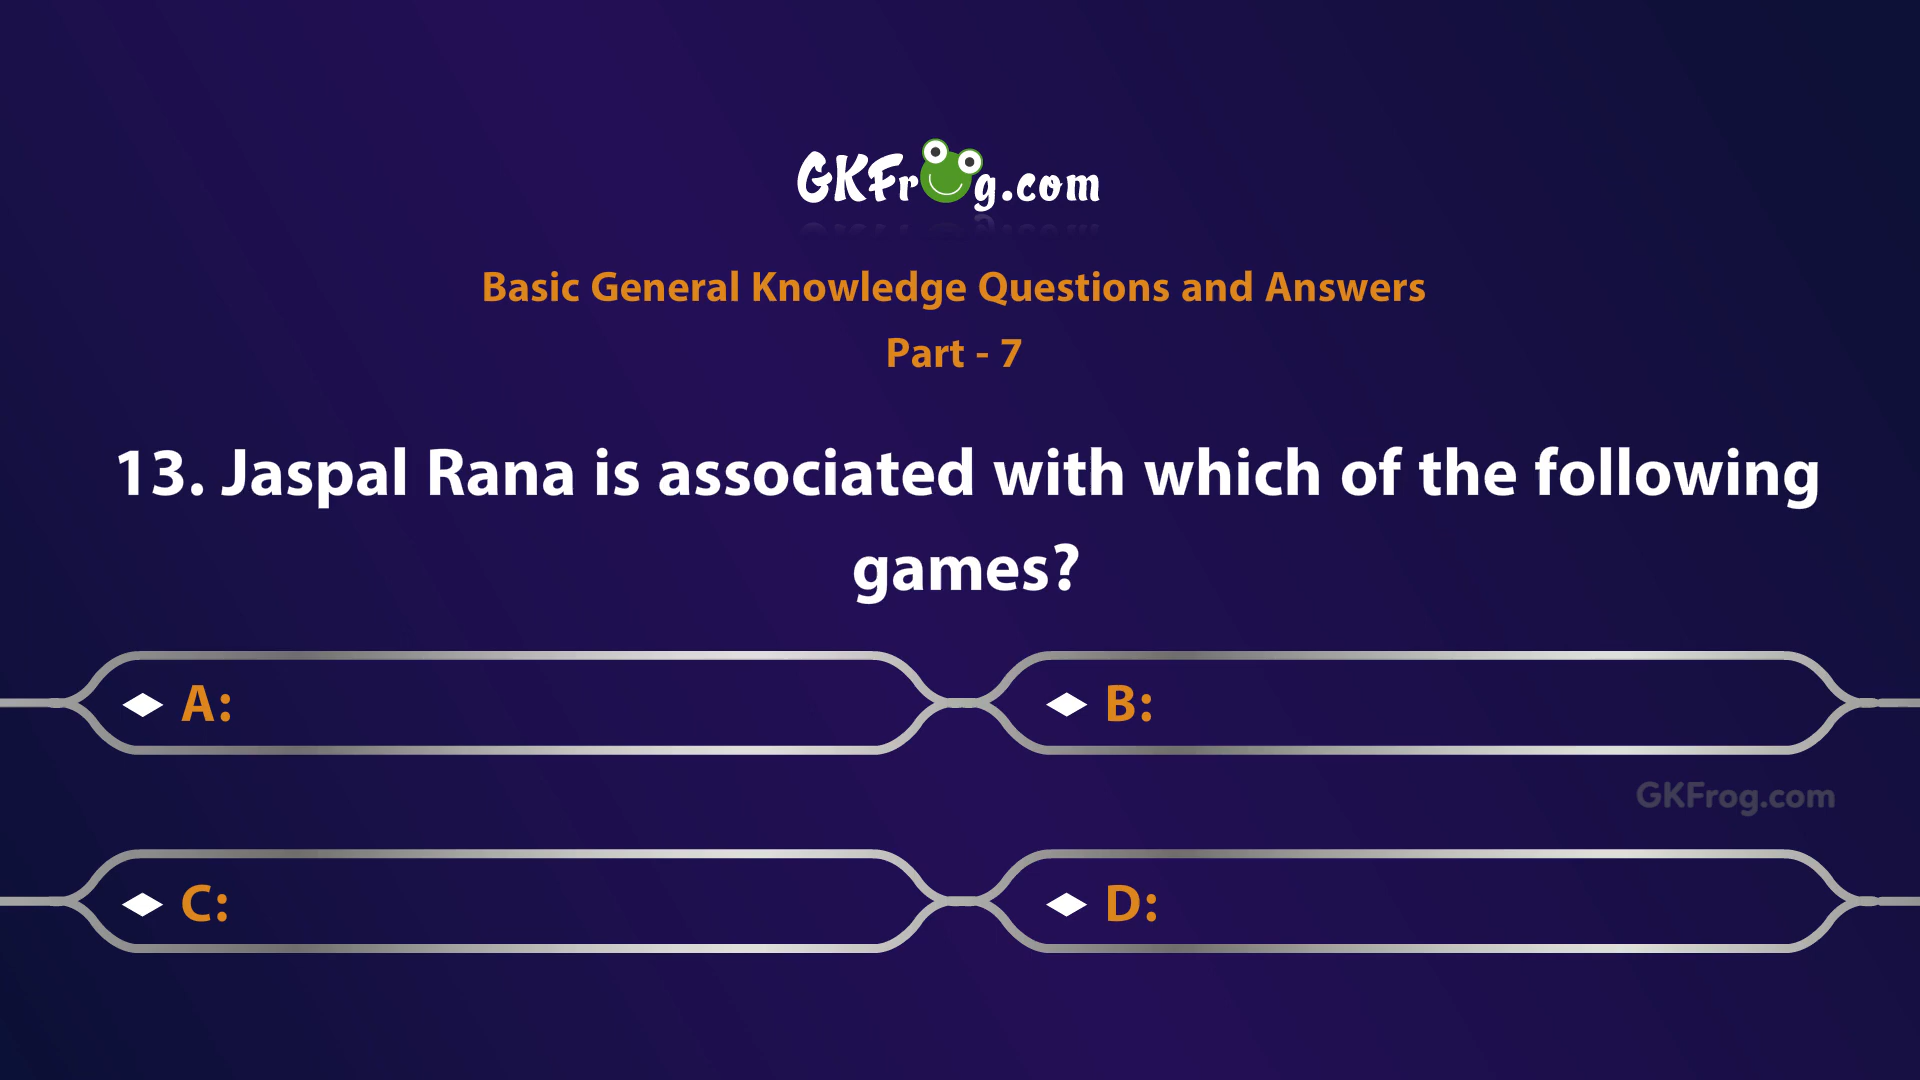 GKFrog.com
Basic General Knowledge Questions and Answers
Part - 7
13. Jaspal Rana is associated with which of the following
games?
A:
B:
GKFrog.com
C:
D: